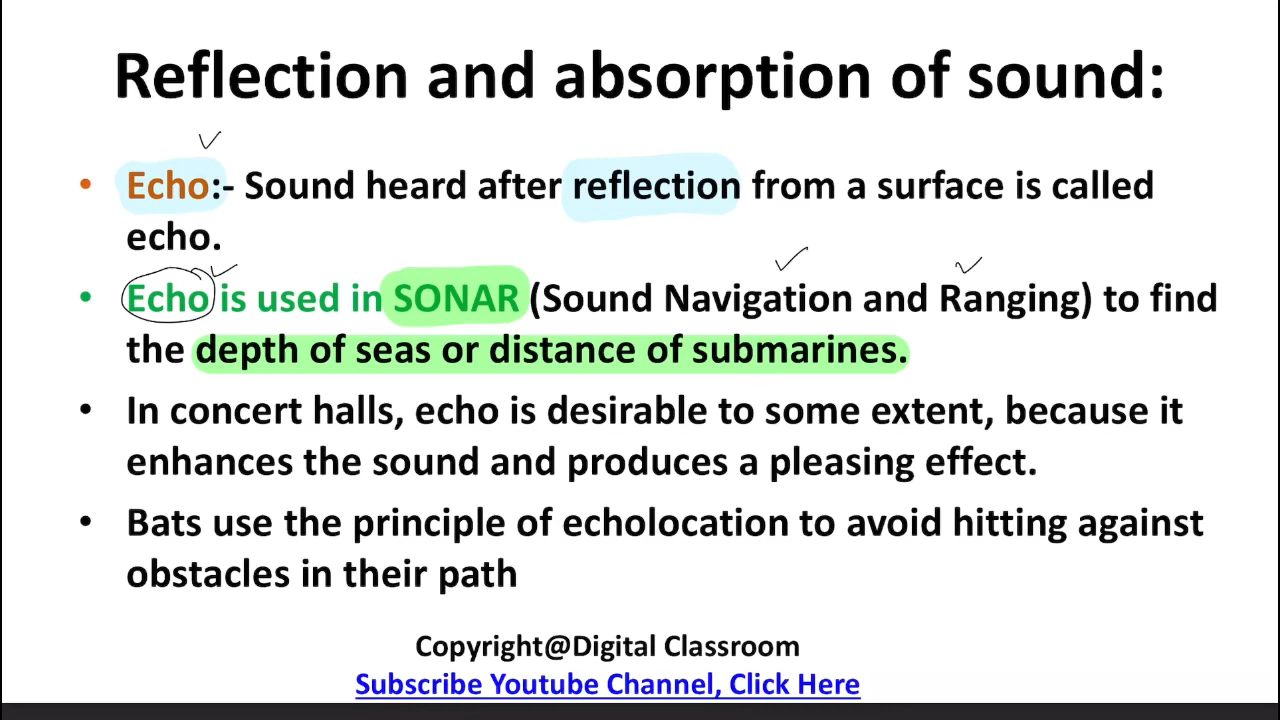 Reflection and absorption of sound:
• Echo:- Sound heard after reflection from a surface is called
echo.
• Echo is used in SONAR (Sound Navigation and Ranging) to find
the depth of seas or distance of submarines.
• In concert halls, echo is desirable to some extent, because it
enhances the sound and produces a pleasing effect.
• Bats use the principle of echolocation to avoid hitting against
obstacles in their path
Copyright@Digital Classroom
Subscribe Youtube Channel, Click Here